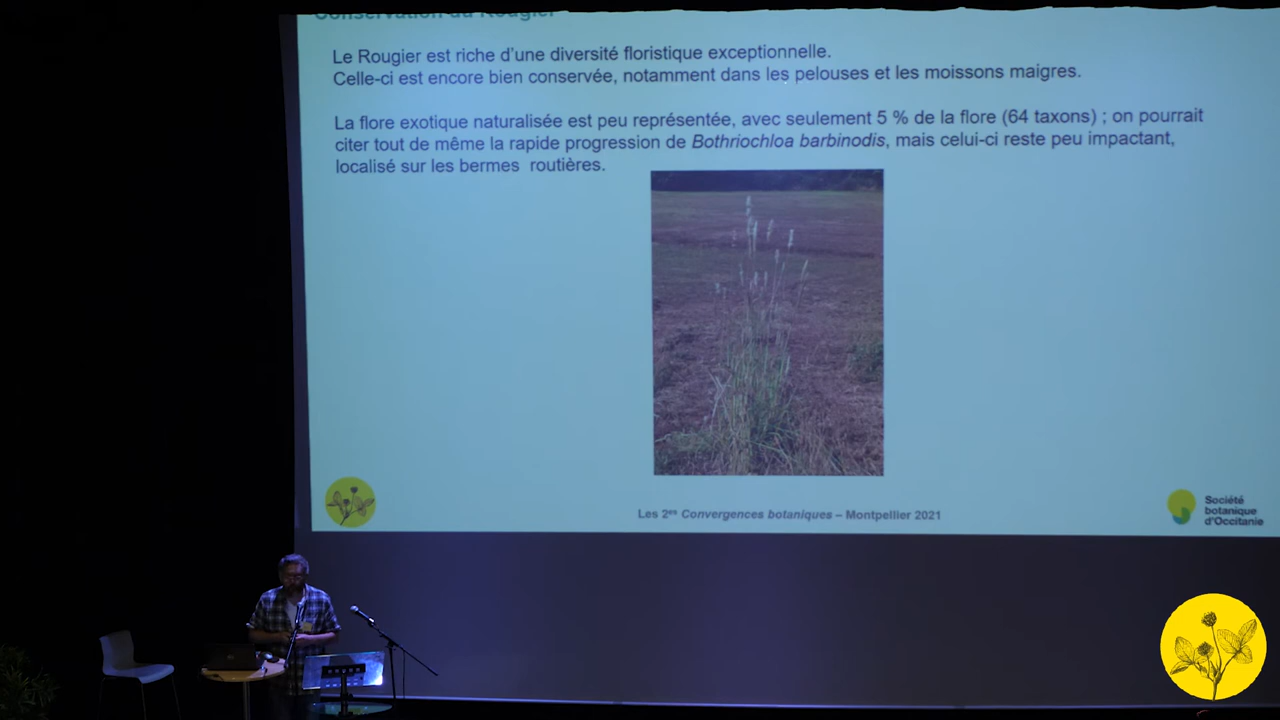 Conservation du Rougier
Le Rougier est riche d'une diversité floristique exceptionnelle.
Celle-ci est encore bien conservée, notamment dans les pelouses et les moissons maigres.
La flore exotique naturalisée est peu représentée, avec seulement 5 % de la flore (64 taxons) ; on pourrait
citer tout de même la rapide progression de Bothriochloa barbinodis, mais celui-ci reste peu impactant,
localisé sur les bermes routières.
Les 2es Convergences botaniques – Montpellier 2021
Société
botanique
d'Occitanie